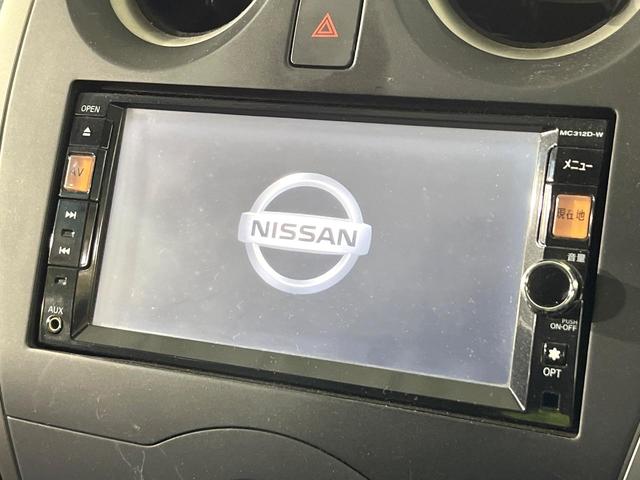 OPEN
MC312D-W
AV
メニュー
現在地
NISSAN
音量
AUX
PUSH
ON·OFF
OPT